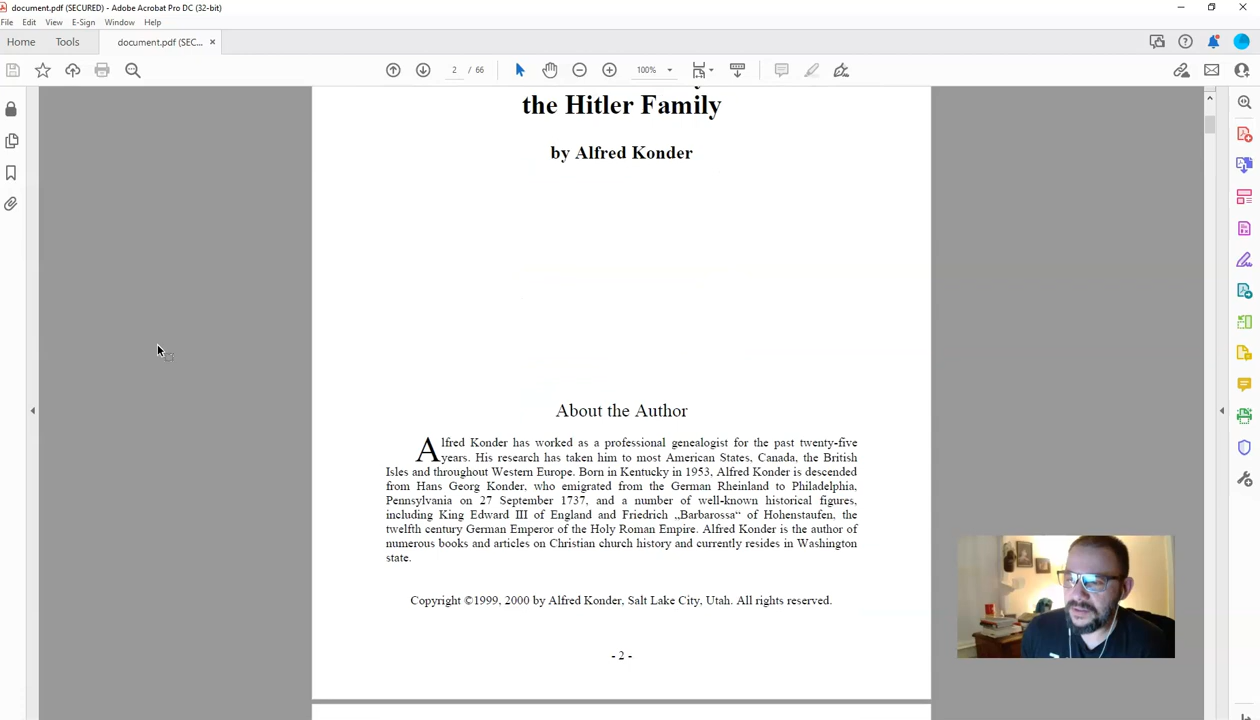 document.pdf (SECURED) - Adobe Acrobat Pro DC (32-bit)
File Edit View E-Sign Window Help
Home Tools document.pdf (SEC... ×
2 / 66 100%
the Hitler Family
by Alfred Konder
About the Author
Alfred Konder has worked as a professional genealogist for the past twenty-five
years. His research has taken him to most American States, Canada, the British
Isles and throughout Western Europe. Born in Kentucky in 1953, Alfred Konder is descended
from Hans Georg Konder, who emigrated from the German Rheinland to Philadelphia,
Pennsylvania on 27 September 1737, and a number of well-known historical figures,
including King Edward III of England and Friedrich „Barbarossa“ of Hohenstaufen, the
twelfth century German Emperor of the Holy Roman Empire. Alfred Konder is the author of
numerous books and articles on Christian church history and currently resides in Washington
state.
Copyright ©1999, 2000 by Alfred Konder, Salt Lake City, Utah. All rights reserved.
- 2 -